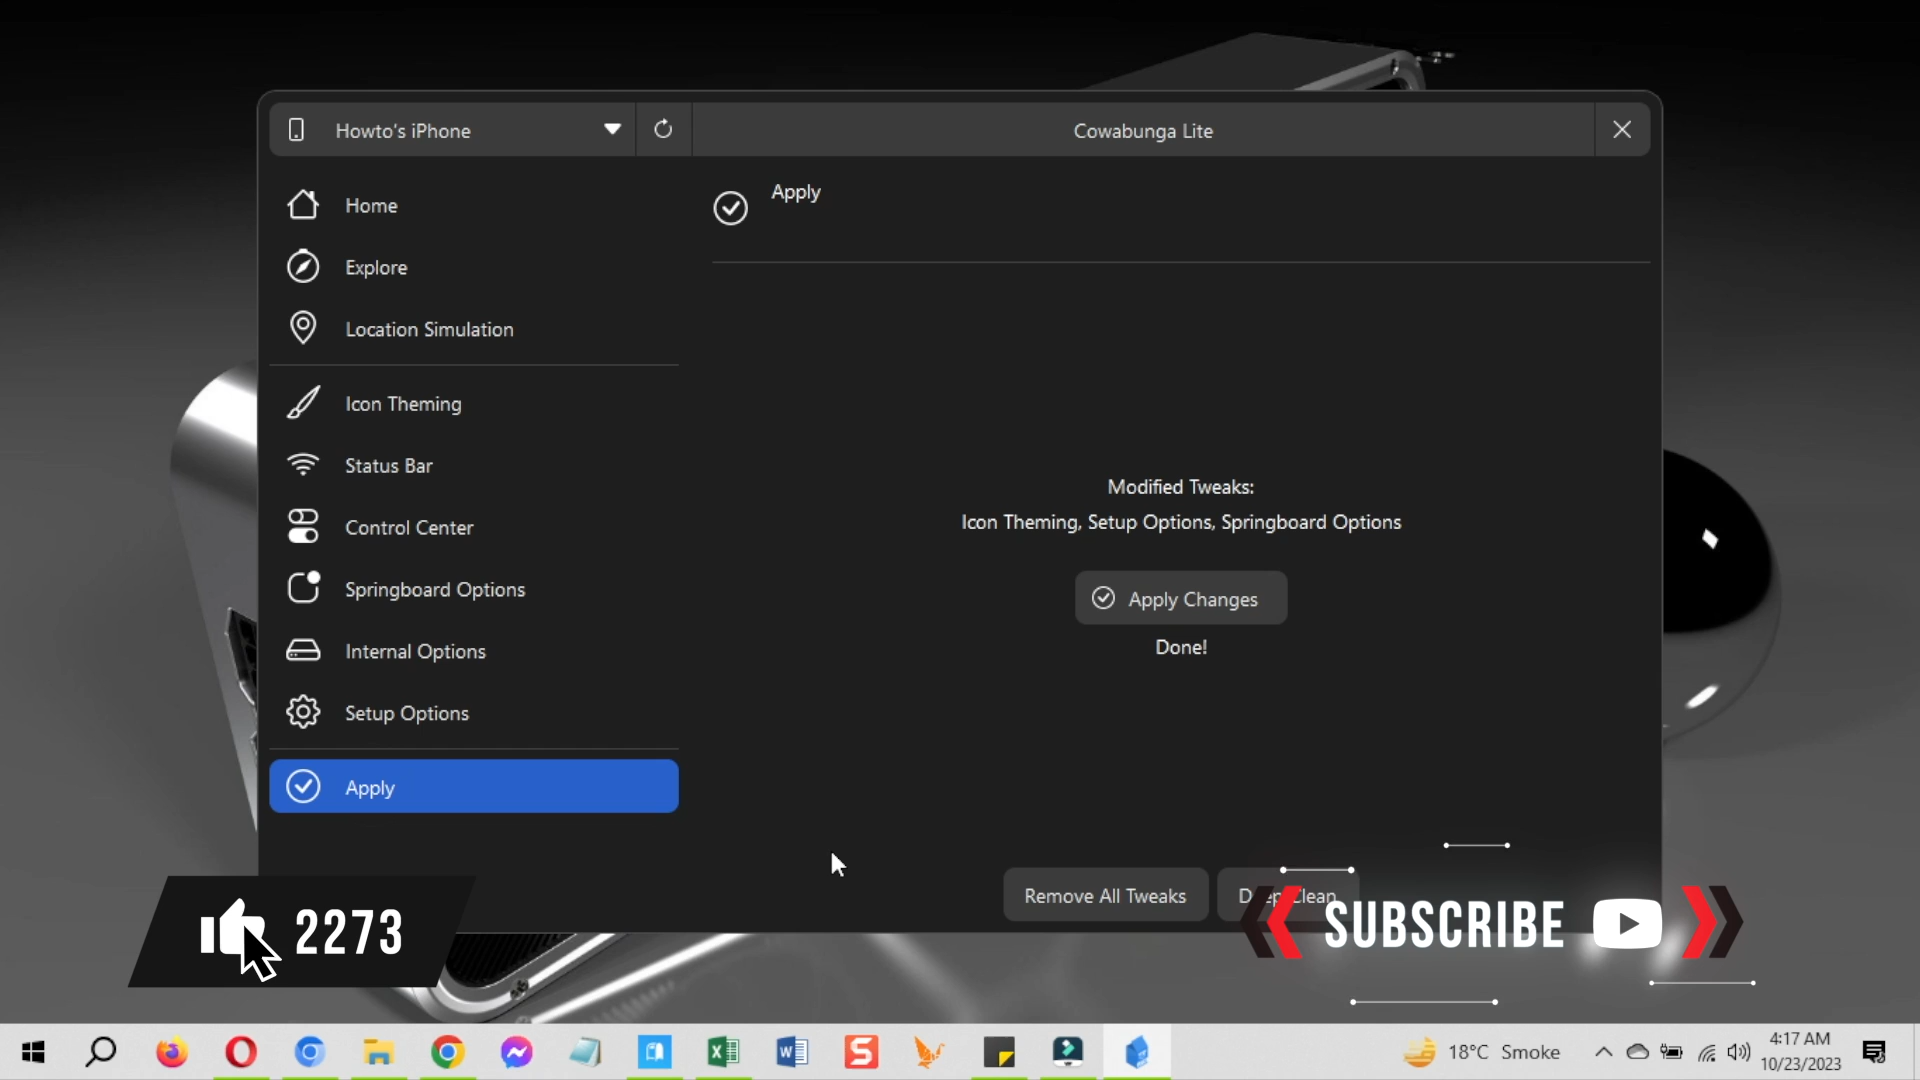 Howto's iPhone
Cowabunga Lite
Home
Explore
Location Simulation
Icon Theming
Status Bar
Control Center
Springboard Options
Internal Options
Setup Options
Apply
Apply
Modified Tweaks:
Icon Theming, Setup Options, Springboard Options
Apply Changes
Done!
Remove All Tweaks
Deep Clean
2273
SUBSCRIBE
18°C Smoke
4:17 AM
10/23/2023